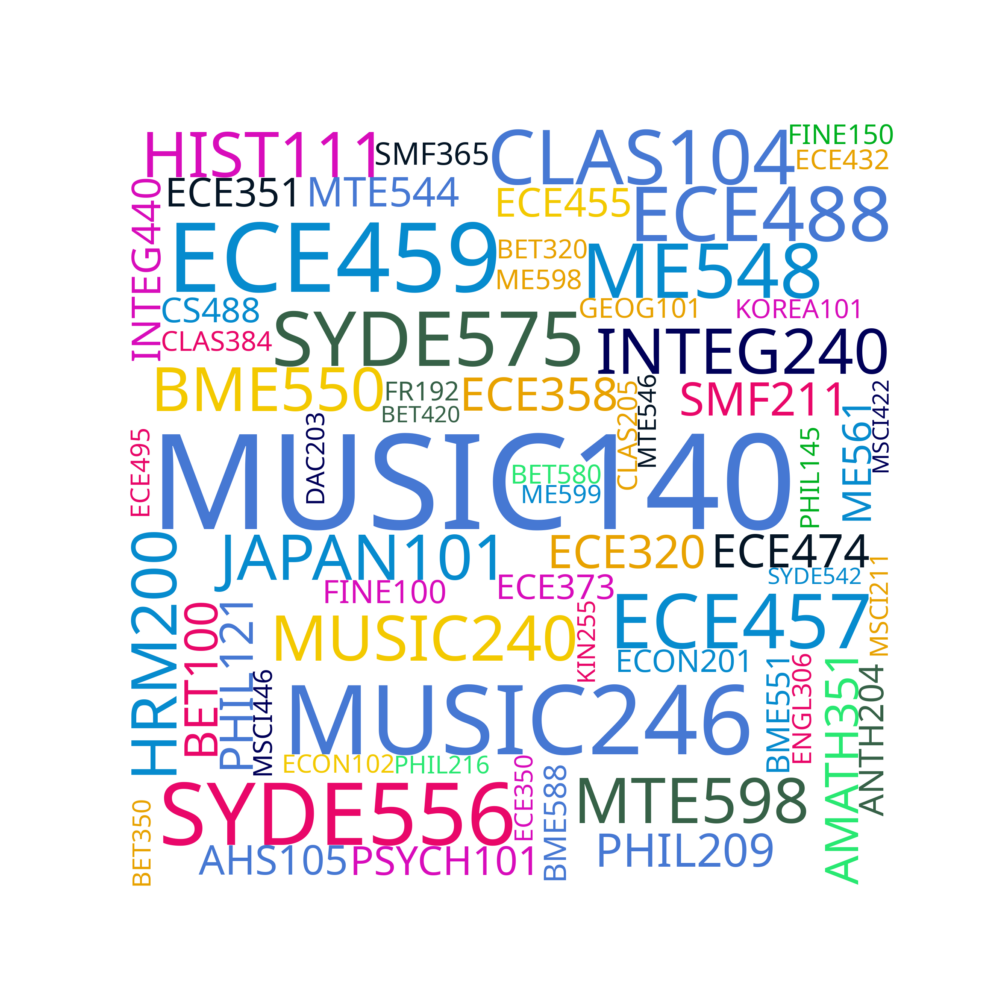 HIST111
SMF365
CLAS104
FINE150
ECE432
ECE351
MTE544
ECE455
ECE488
INTEG440
ECE459
BET320
ME548
ME598
CS488
GEOG101
KOREA101
CLAS384
SYDE575
INTEG240
BME550
FR192
ECE358
CLAS205
MTE546
SMF211
MSCI422
BET420
ECE495
MUSIC140
DAC203
BET580
ME599
PHIL145
ME561
HRM200
JAPAN101
ECE320
ECE474
SYDE542
MSCI211
FINE100
ECE373
BET100
PHIL121
MUSIC240
KIN255
ECE457
ECON201
MSCI446
MUSIC246
BME551
ENGL306
AMATH351
ANTH204
ECON102
PHIL216
ECE350
BME588
BET350
SYDE556
MTE598
AHS105
PSYCH101
PHIL209